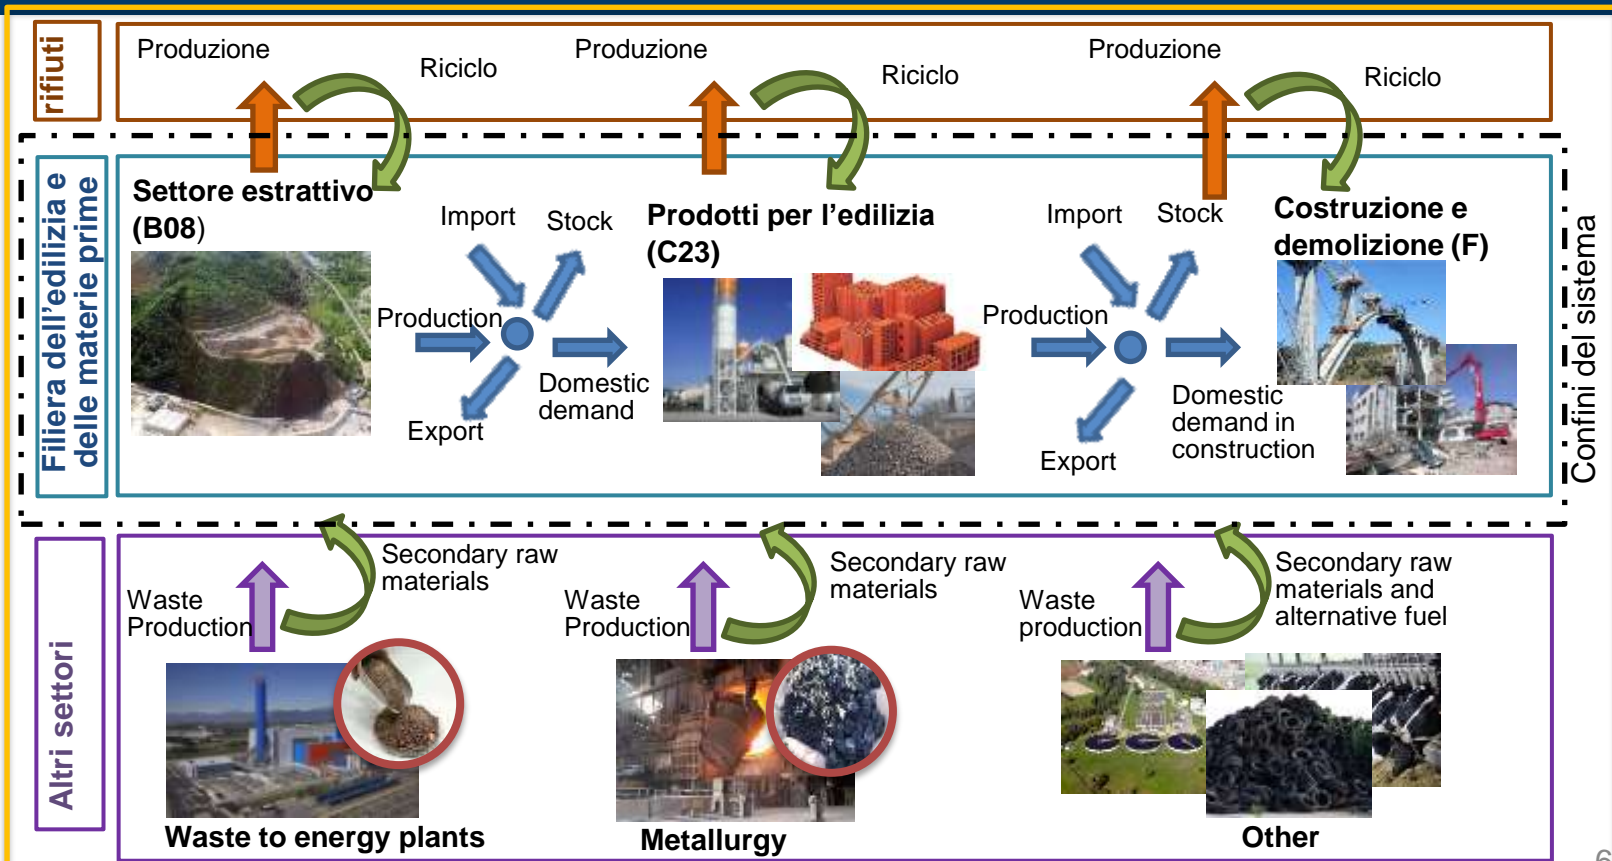 rifiuti
Produzione
Riciclo
Produzione
Riciclo
Produzione
Riciclo
Filiera dell'edilizia e
delle materie prime
Settore estrattivo
(B08)
Import
Stock
Production
Domestic
demand
Export
Prodotti per l'edilizia
(C23)
Import
Stock
Production
Domestic
demand in
construction
Export
Costruzione e
demolizione (F)
Confini del sistema
Altri settori
Waste
Production
Secondary raw
materials
Waste to energy plants
Waste
Production
Secondary raw
materials
Metallurgy
Waste
production
Secondary raw
materials and
alternative fuel
Other
6